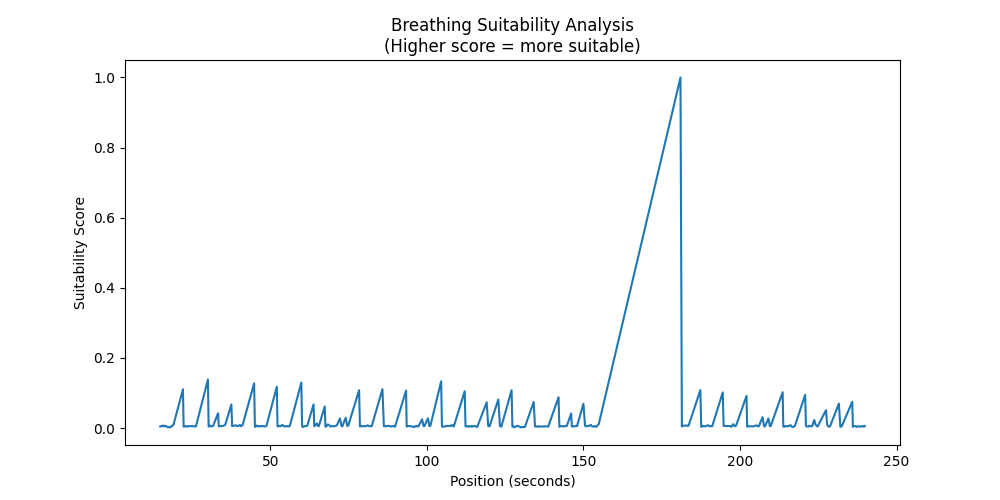 Breathing Suitability Analysis
(Higher score = more suitable)
1.0
0.8
0.6
0.4
0.2
0.0
Suitability Score
50
100
150
200
250
Position (seconds)